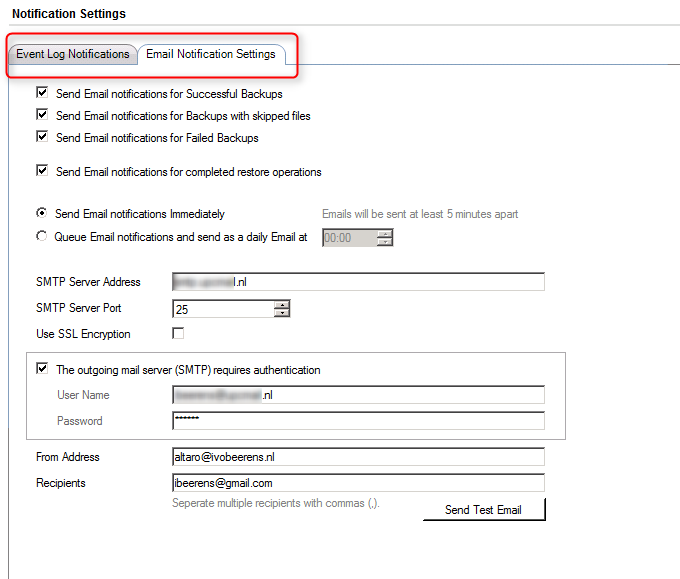 Notification Settings
Event Log Notifications Email Notification Settings
Send Email notifications for Successful Backups
Send Email notifications for Backups with skipped files
Send Email notifications for Failed Backups
Send Email notifications for completed restore operations
Send Email notifications Immediately Emails will be sent at least 5 minutes apart
Queue Email notifications and send as a daily Email at 00:00
SMTP Server Address .nl
SMTP Server Port 25
Use SSL Encryption
The outgoing mail server (SMTP) requires authentication
User Name .nl
Password ******
From Address altaro@ivobeerens.nl
Recipients ibeerens@gmail.com
Seperate multiple recipients with commas (,).
Send Test Email